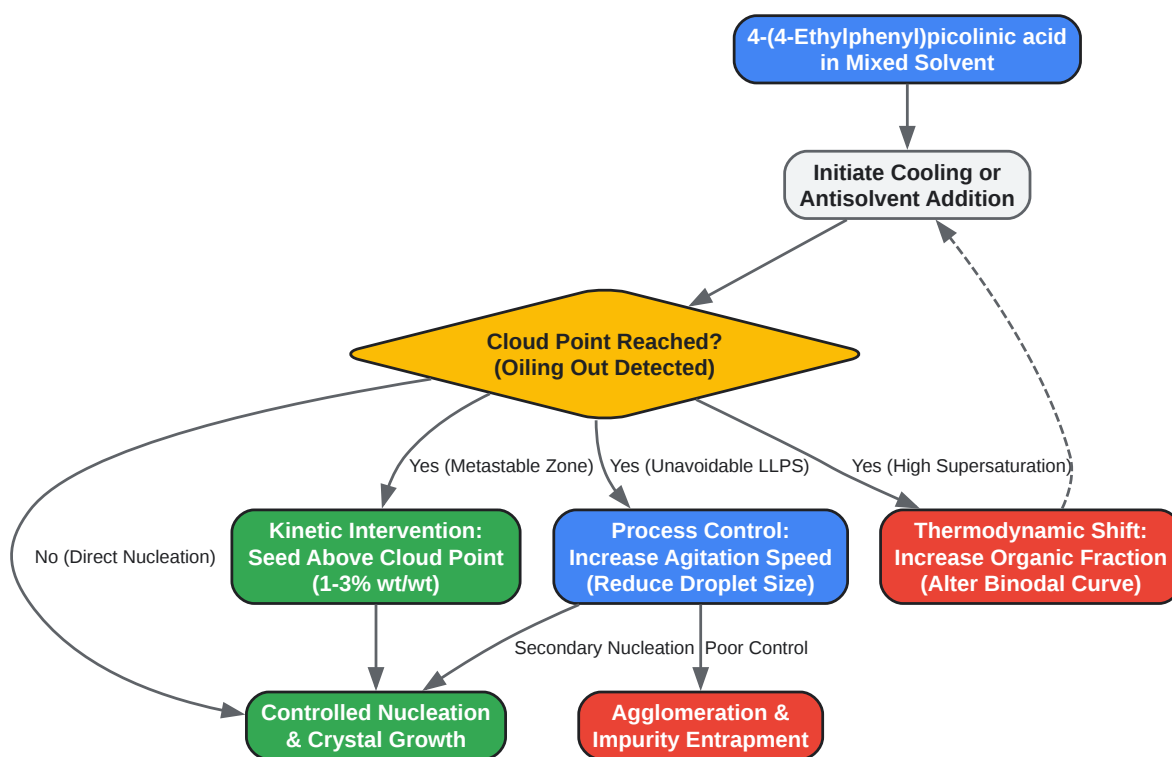 4-(4-Ethylphenyl)picolinic acid
in Mixed Solvent
Initiate Cooling or
Antisolvent Addition
Cloud Point Reached?
(Oiling Out Detected)
Yes (Metastable Zone)
Yes (Unavoidable LLPS)
Yes (High Supersaturation)
No (Direct Nucleation)
Kinetic Intervention:
Seed Above Cloud Point
(1-3% wt/wt)
Process Control:
Increase Agitation Speed
(Reduce Droplet Size)
Thermodynamic Shift:
Increase Organic Fraction
(Alter Binodal Curve)
Secondary Nucleation
Poor Control
Controlled Nucleation
& Crystal Growth
Agglomeration &
Impurity Entrapment